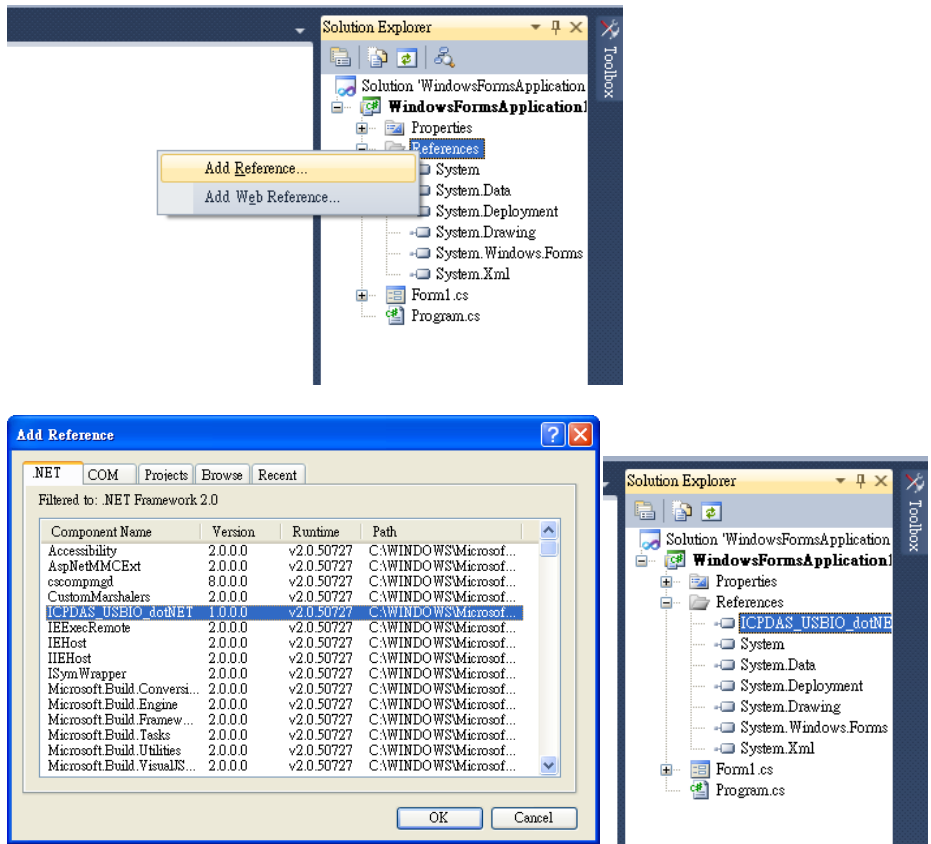 Solution Explorer
Toolbox
Solution 'WindowsFormsApplication
WindowsFormsApplication1
Properties
References
Add Reference...
System
Add Web Reference...
System.Data
System.Deployment
System.Drawing
System.Windows.Forms
System.Xml
Form1.cs
Program.cs
Add Reference
.NET COM Projects Browse Recent
Filtered to: .NET Framework 2.0
Component Name Version Runtime Path
Accessibility 2.0.0.0 v2.0.50727 C:\WINDOWS\Microsof...
AspNetMMCExt 2.0.0.0 v2.0.50727 C:\WINDOWS\Microsof...
cscompmgd 8.0.0.0 v2.0.50727 C:\WINDOWS\Microsof...
CustomMarshalers 2.0.0.0 v2.0.50727 C:\WINDOWS\Microsof...
ICPDAS_USBIO_dotNET 1.0.0.0 v2.0.50727 C:\WINDOWS\Microsof...
IEExecRemote 2.0.0.0 v2.0.50727 C:\WINDOWS\Microsof...
IEHost 2.0.0.0 v2.0.50727 C:\WINDOWS\Microsof...
IIEHost 2.0.0.0 v2.0.50727 C:\WINDOWS\Microsof...
ISymWrapper 2.0.0.0 v2.0.50727 C:\WINDOWS\Microsof...
Microsoft.Build.Conversi... 2.0.0.0 v2.0.50727 C:\WINDOWS\Microsof...
Microsoft.Build.Engine 2.0.0.0 v2.0.50727 C:\WINDOWS\Microsof...
Microsoft.Build.Framew... 2.0.0.0 v2.0.50727 C:\WINDOWS\Microsof...
Microsoft.Build.Tasks 2.0.0.0 v2.0.50727 C:\WINDOWS\Microsof...
Microsoft.Build.Utilities 2.0.0.0 v2.0.50727 C:\WINDOWS\Microsof...
Microsoft.Build.VisualJS... 2.0.0.0 v2.0.50727 C:\WINDOWS\Microsof...
OK Cancel
Solution Explorer
Toolbox
Solution 'WindowsFormsApplication
WindowsFormsApplication1
Properties
References
ICPDAS_USBIO_dotNE
System
System.Data
System.Deployment
System.Drawing
System.Windows.Forms
System.Xml
Form1.cs
Program.cs